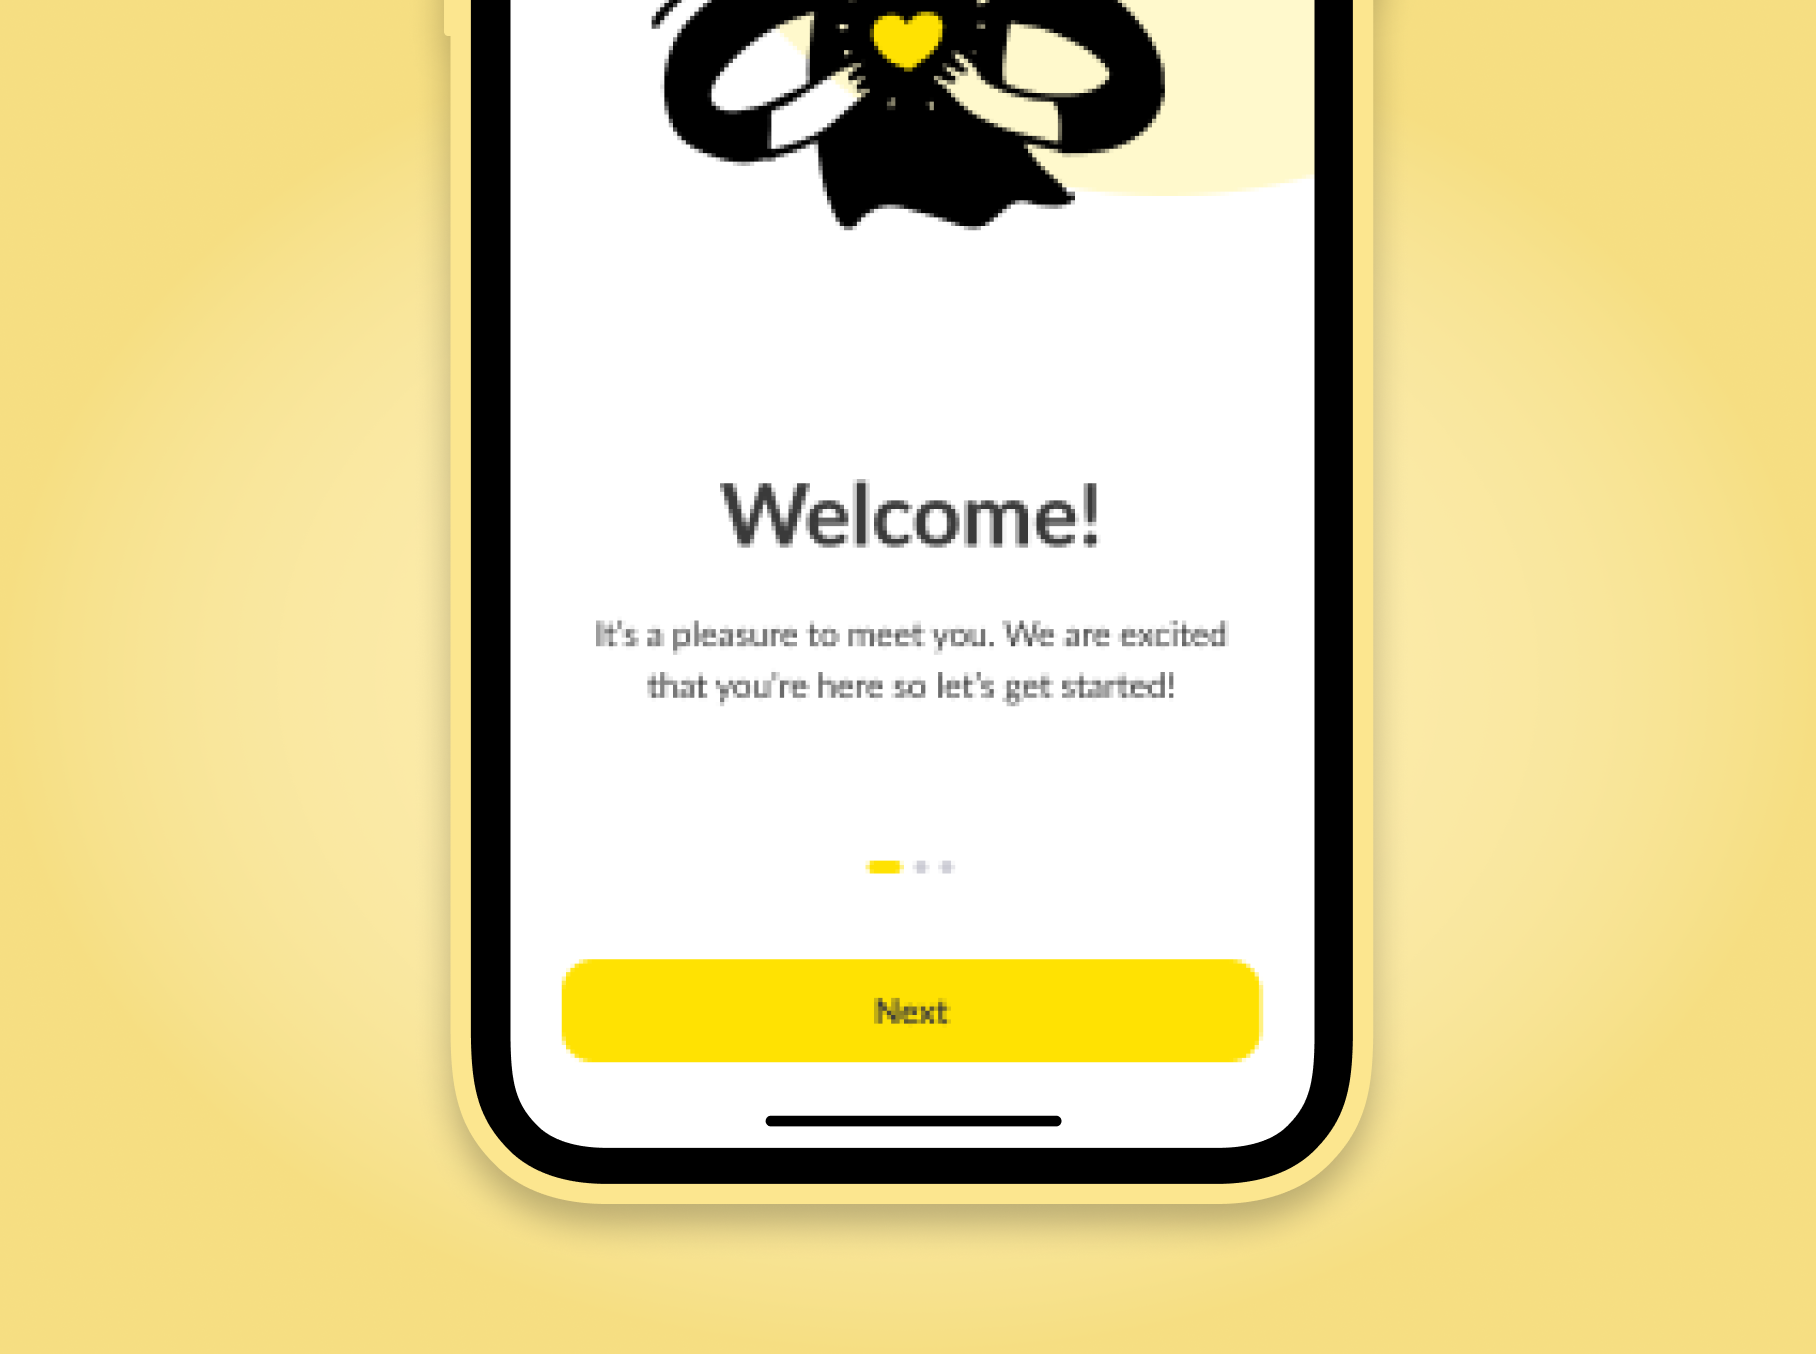 Welcome!
It's a pleasure to meet you. We are excited
that you're here so let's get started!
Next